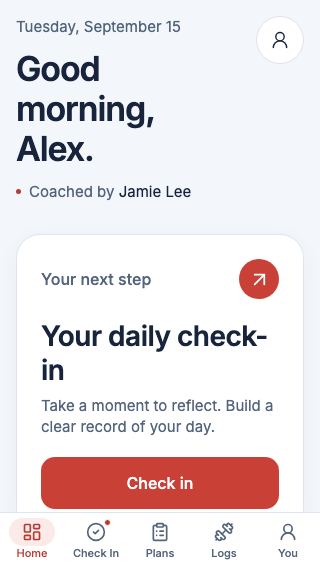 Tuesday, September 15
Good
morning,
Alex.
Coached by Jamie Lee
Your next step
Your daily check-
in
Take a moment to reflect. Build a
clear record of your day.
Check in
Home
Check In
Plans
Logs
You